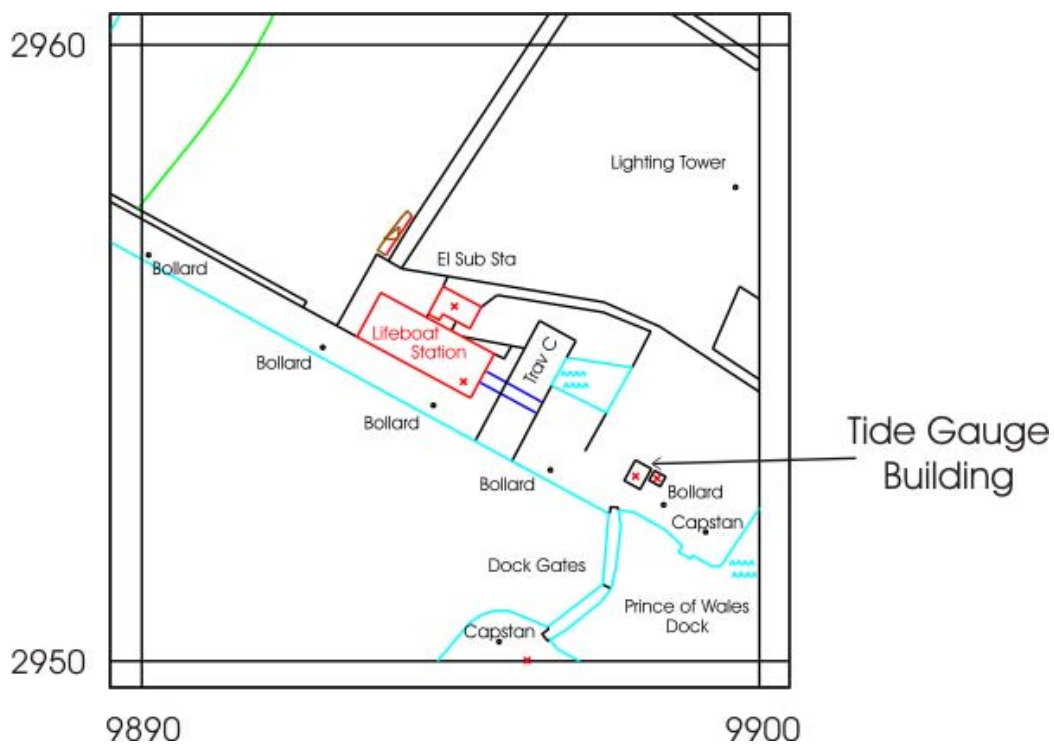 2960
Lighting Tower
El Sub Sta
Bollard
Lifeboat
Station
Trav C
Bollard
Bollard
Tide Gauge
Building
Bollard
Bollard
Capstan
Dock Gates
Prince of Wales
Dock
Capstan
2950
9890
9900